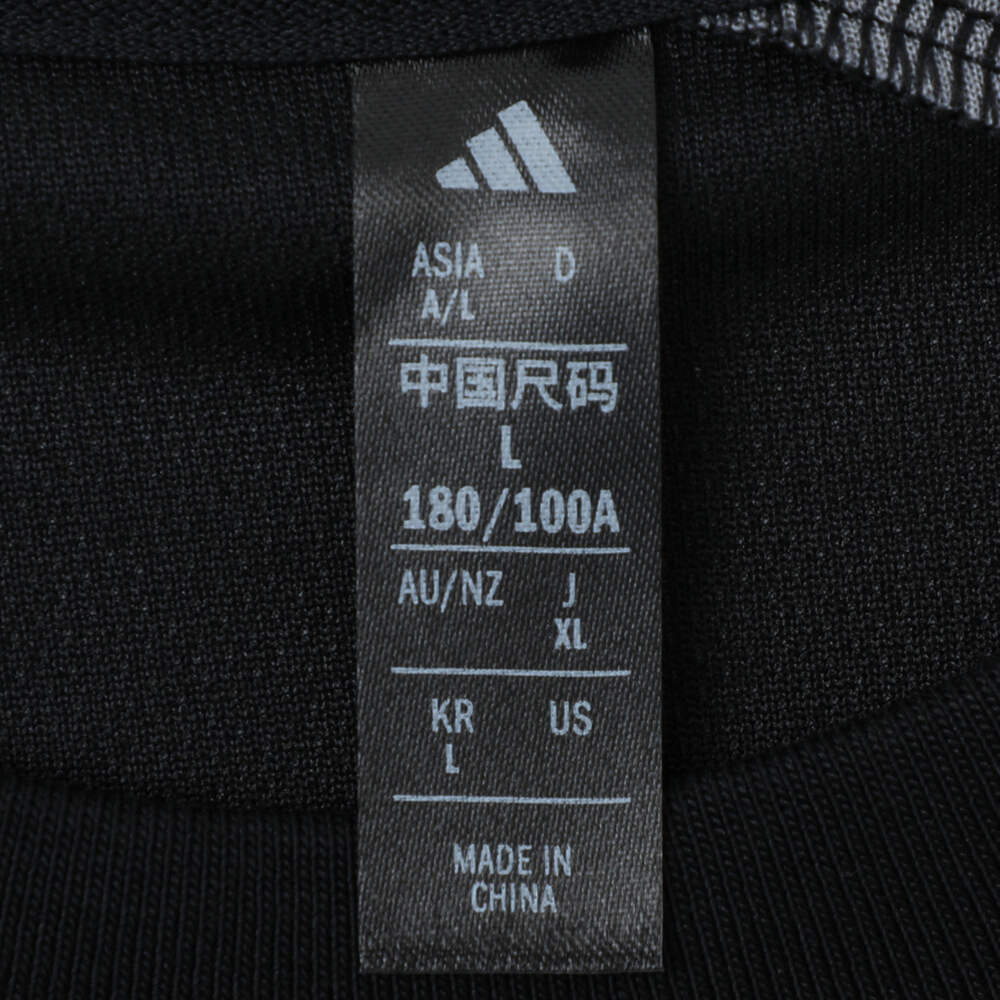 ASIA D
A/L
中国尺码
L
180/100A
AU/NZ J
XL
KR US
L
MADE IN
CHINA